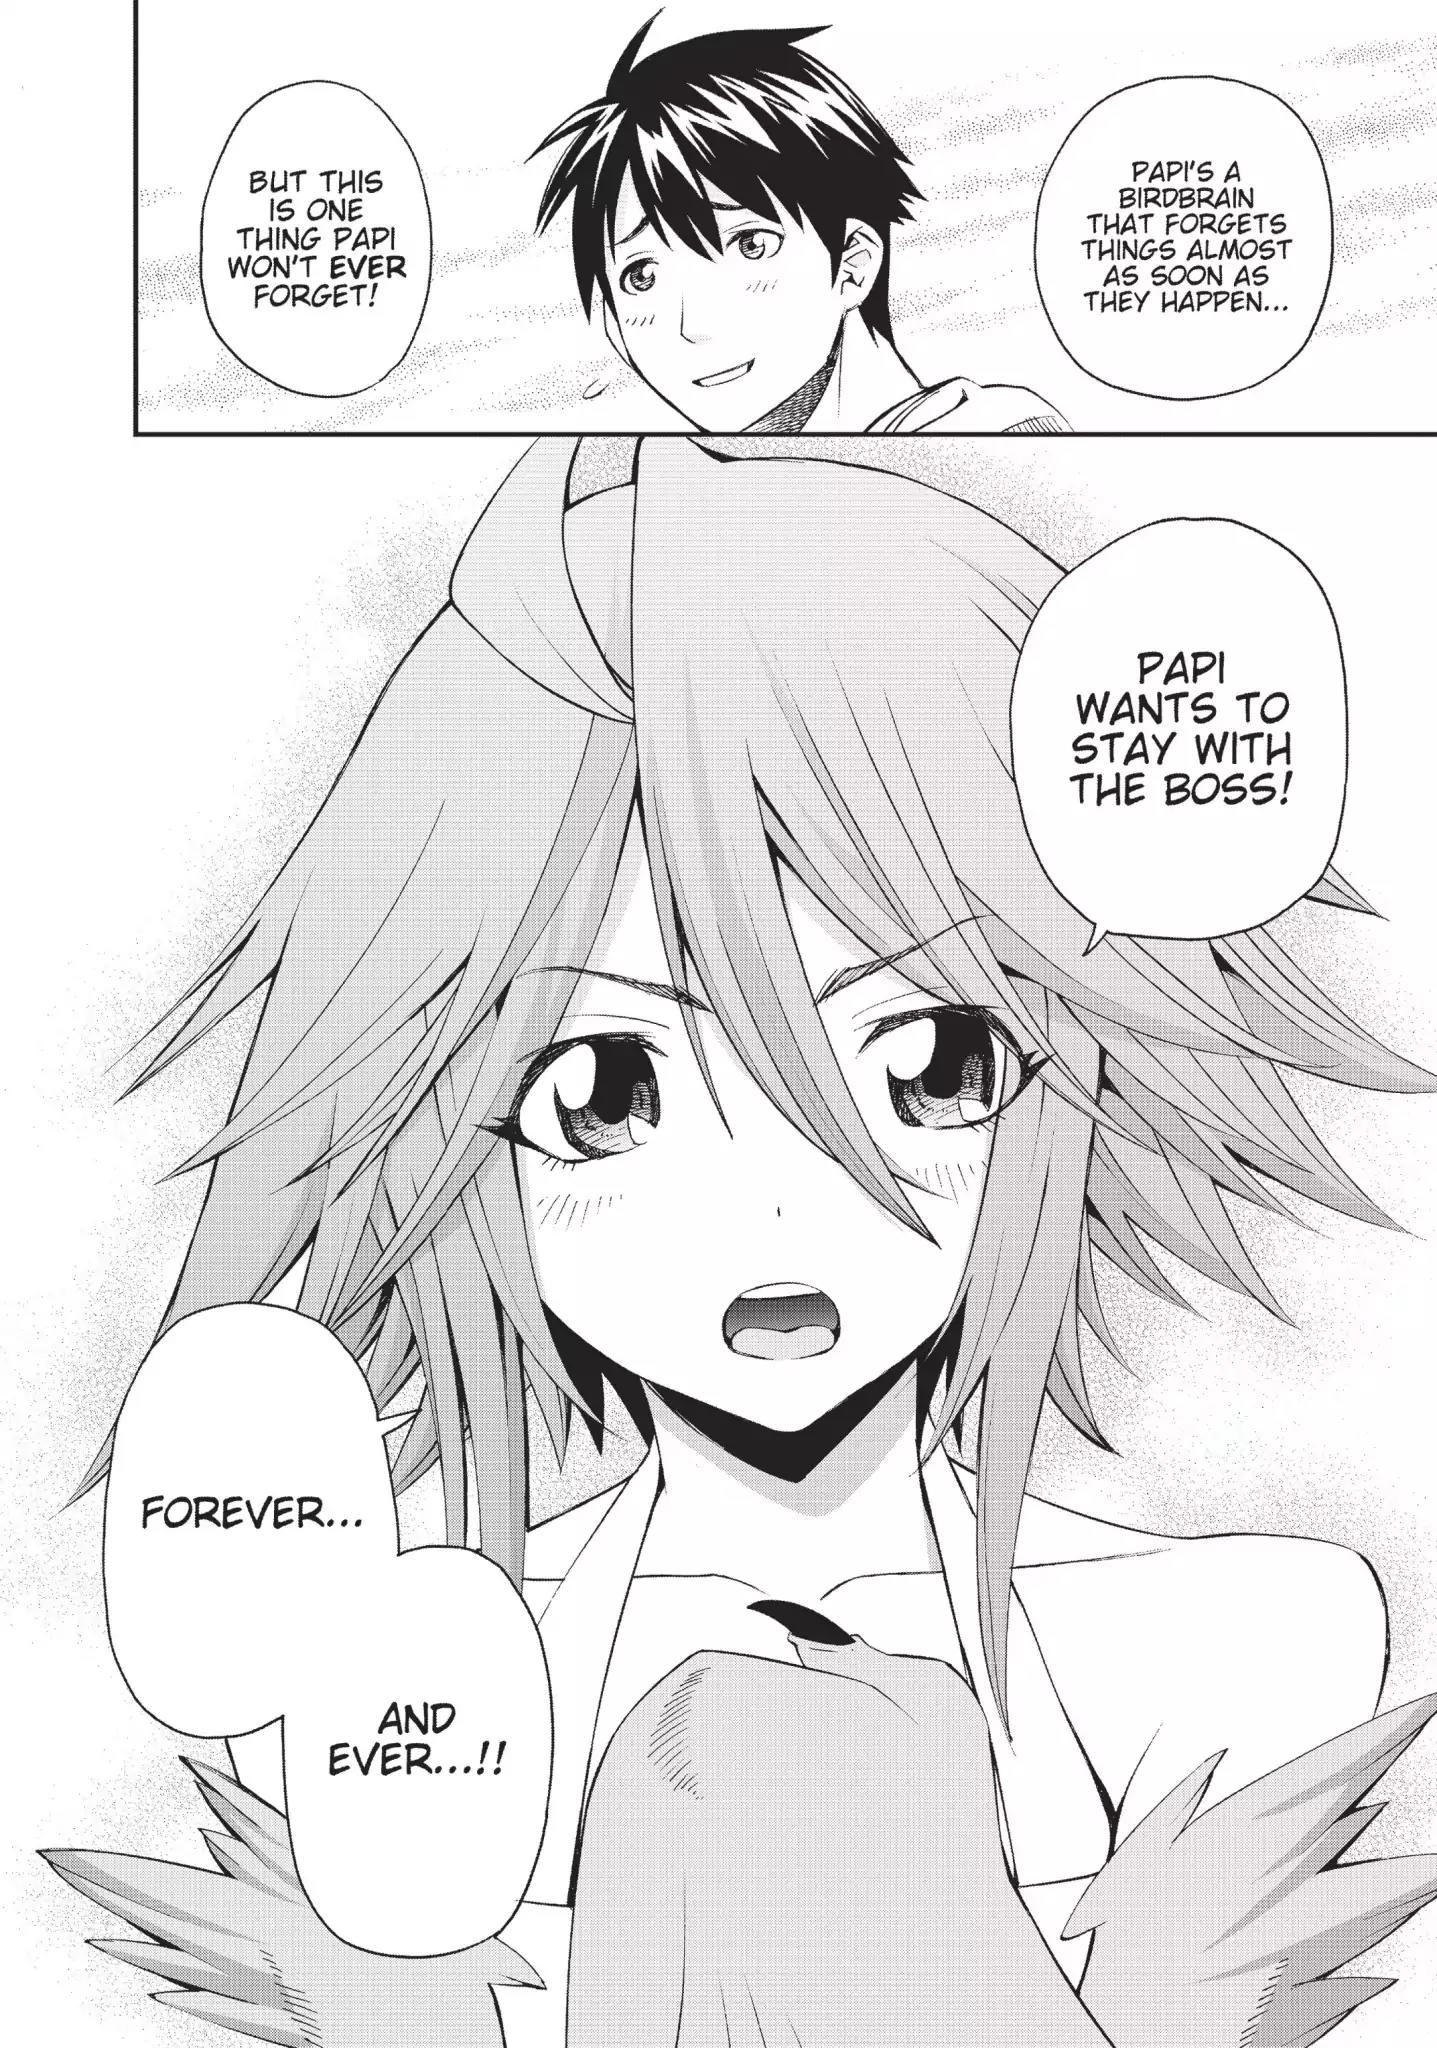 PAPI'S A
BIRDBRAIN
THAT FORGETS
THINGS ALMOST
AS SOON AS
THEY HAPPEN...
BUT THIS
IS ONE
THING PAPI
WON'T EVER
FORGET!
PAPI
WANTS TO
STAY WITH
THE BOSS!
FOREVER...
AND
EVER...!!